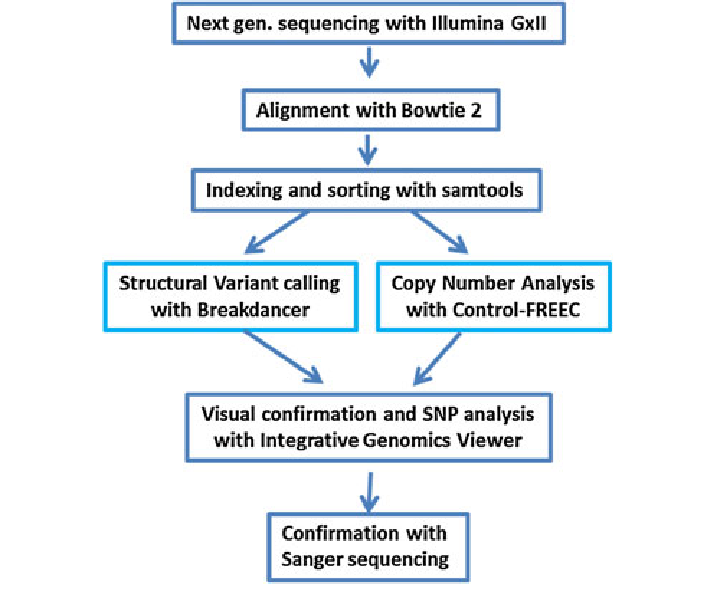 Next gen. sequencing with Illumina GxII
Alignment with Bowtie 2
Indexing and sorting with samtools
Structural Variant calling
with Breakdancer
Copy Number Analysis
with Control-FREEC
Visual confirmation and SNP analysis
with Integrative Genomics Viewer
Confirmation with
Sanger sequencing